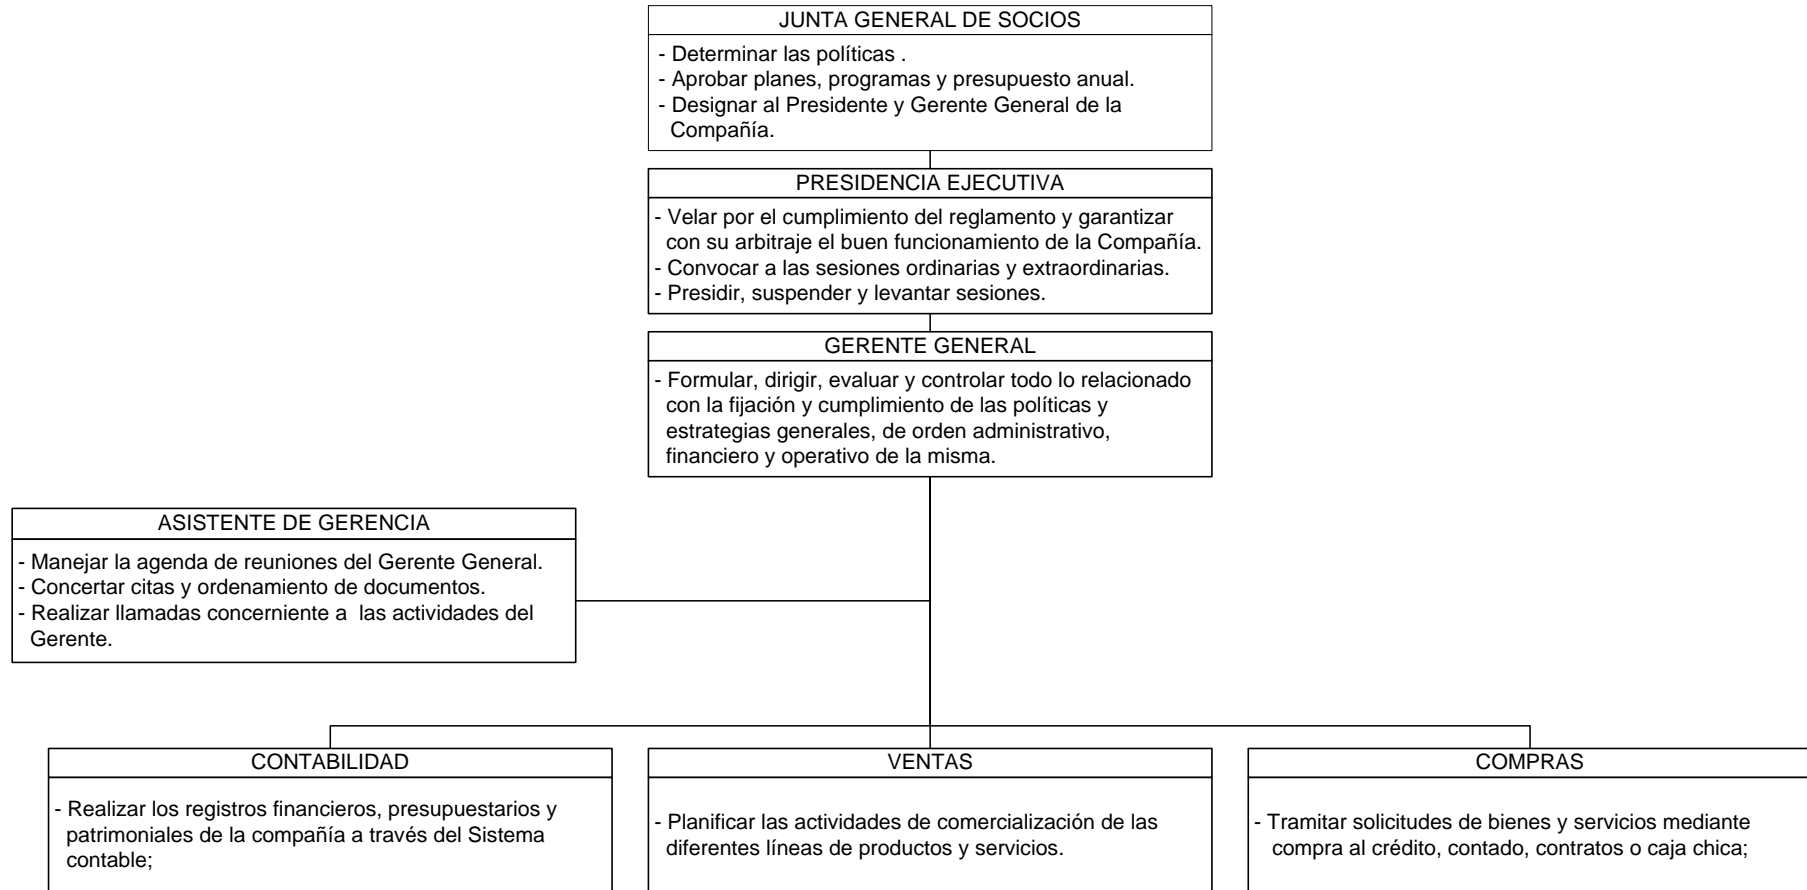 JUNTA GENERAL DE SOCIOS
- Determinar las políticas .
- Aprobar planes, programas y presupuesto anual.
- Designar al Presidente y Gerente General de la
Compañía.
PRESIDENCIA EJECUTIVA
- Velar por el cumplimiento del reglamento y garantizar
con su arbitraje el buen funcionamiento de la Compañía.
- Convocar a las sesiones ordinarias y extraordinarias.
- Presidir, suspender y levantar sesiones.
GERENTE GENERAL
- Formular, dirigir, evaluar y controlar todo lo relacionado
con la fijación y cumplimiento de las políticas y
estrategias generales, de orden administrativo,
financiero y operativo de la misma.
ASISTENTE DE GERENCIA
- Manejar la agenda de reuniones del Gerente General.
- Concertar citas y ordenamiento de documentos.
- Realizar llamadas concerniente a  las actividades del
Gerente.
CONTABILIDAD
- Realizar los registros financieros, presupuestarios y
patrimoniales de la compañía a través del Sistema
contable;
VENTAS
- Planificar las actividades de comercialización de las
diferentes líneas de productos y servicios.
COMPRAS
- Tramitar solicitudes de bienes y servicios mediante
compra al crédito, contado, contratos o caja chica;